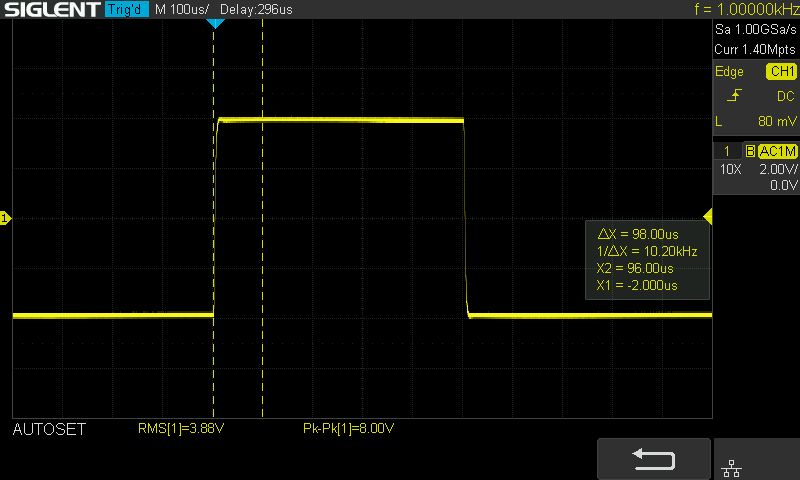 SIGLENT Trig'd M 100us/ Delay:296us f = 1.00000kHz
Sa 1.00GSa/s
Curr 1.40Mpts
Edge CH1
DC
L 80 mV
1 B AC1M
10X 2.00V/
0.0V
1
△X = 98.00us
1/△X = 10.20kHz
X2 = 96.00us
X1 = -2.000us
AUTOSET RMS[1]=3.88V Pk-Pk[1]=8.00V